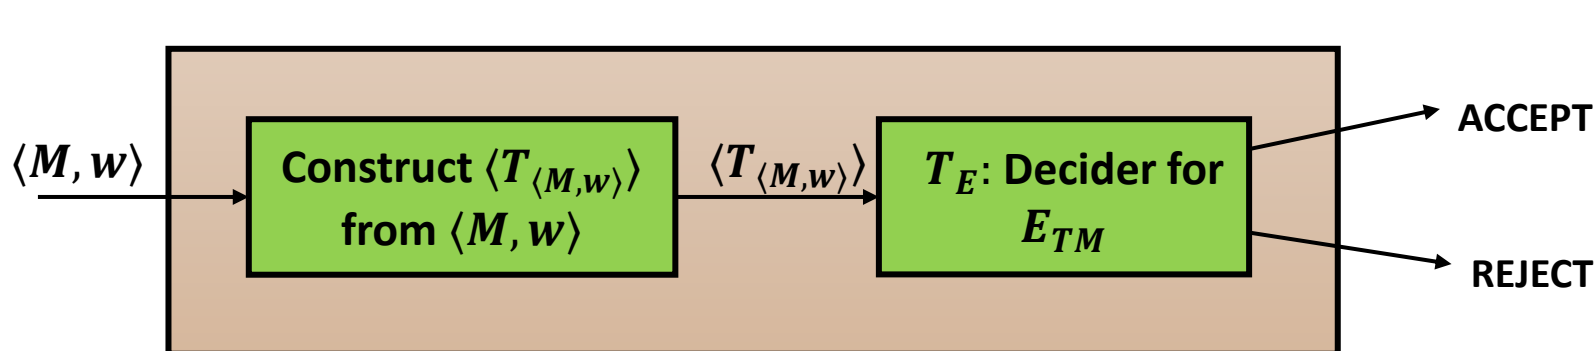 ⟨M, w⟩
Construct ⟨T⟨M,w⟩⟩
from ⟨M, w⟩
⟨T⟨M,w⟩⟩
T_E: Decider for
E_TM
ACCEPT
REJECT